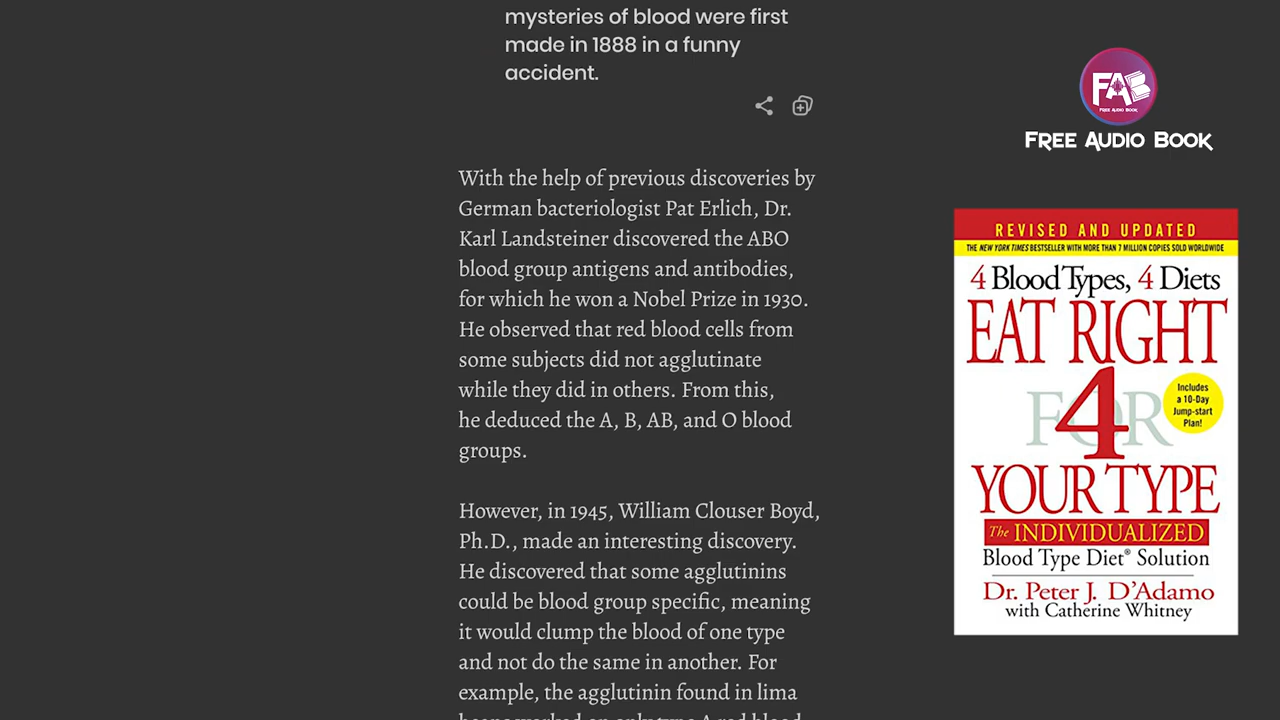 mysteries of blood were first
made in 1888 in a funny
accident.
With the help of previous discoveries by
German bacteriologist Pat Erlich, Dr.
Karl Landsteiner discovered the ABO
blood group antigens and antibodies,
for which he won a Nobel Prize in 1930.
He observed that red blood cells from
some subjects did not agglutinate
while they did in others. From this,
he deduced the A, B, AB, and O blood
groups.
However, in 1945, William Clouser Boyd,
Ph.D., made an interesting discovery.
He discovered that some agglutinins
could be blood group specific, meaning
it would clump the blood of one type
and not do the same in another. For
example, the agglutinin found in lima
FAB
FREE AUDIO BOOK
FREE AUDIO BOOK
REVISED AND UPDATED
THE NEW YORK TIMES BESTSELLER WITH MORE THAN 7 MILLION COPIES SOLD WORLDWIDE
4 Blood Types, 4 Diets
EAT RIGHT
FOR
4
Includes
a 10-Day
Jump-start
Plan!
YOUR TYPE
The INDIVIDUALIZED
Blood Type Diet® Solution
Dr. Peter J. D'Adamo
with Catherine Whitney